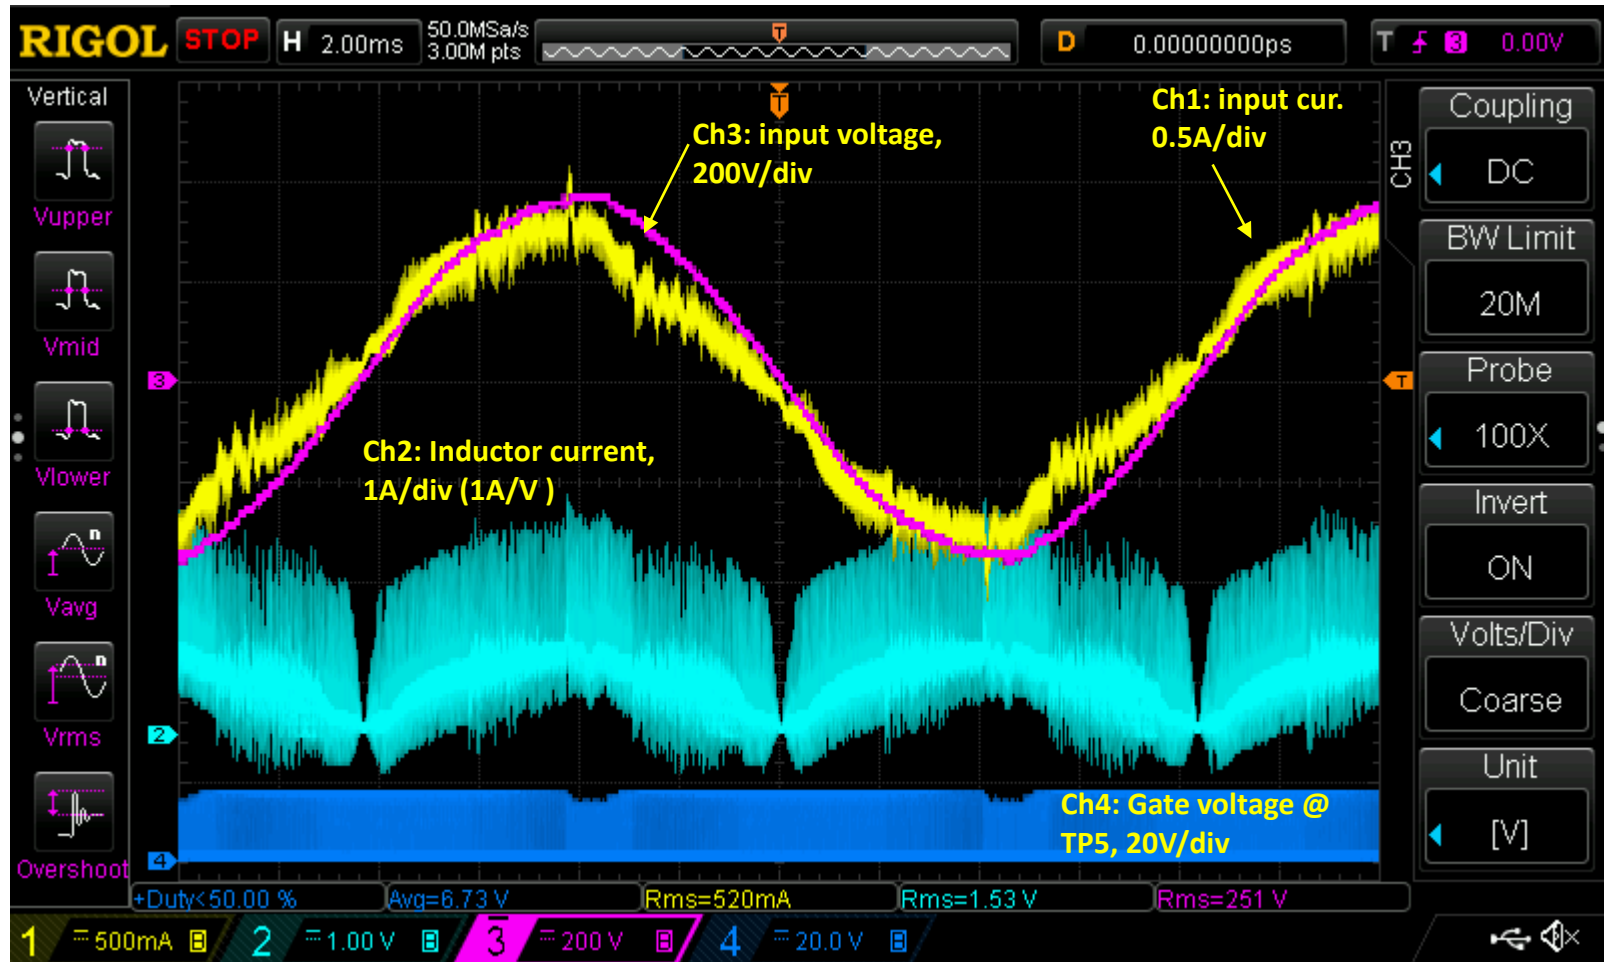 RIGOL STOP H 2.00ms 50.0MSa/s D 0.00000000ps T 3 0.00V
3.00M pts
T
Vertical
Vupper
Vmid
Vlower
Vavg
n
Vrms
n
Overshoot
Ch3: input voltage,
200V/div
Ch1: input cur.
0.5A/div
Ch2: Inductor current,
1A/div (1A/V )
Ch4: Gate voltage @
TP5, 20V/div
3
2
4
T
CH3
Coupling
DC
BW Limit
20M
Probe
100X
Invert
ON
Volts/Div
Coarse
Unit
[V]
+Duty<50.00 % Avg=6.73 V Rms=520mA Rms=1.53 V Rms=251 V
1 500mA B 2 1.00 V B 3 200 V B 4 20.0 V B